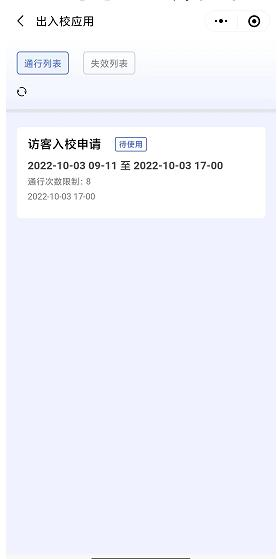 出入校应用
通行列表
失效列表
访客入校申请
待使用
2022-10-03 09-11 至 2022-10-03 17-00
通行次数限制: 8
2022-10-03 17-00